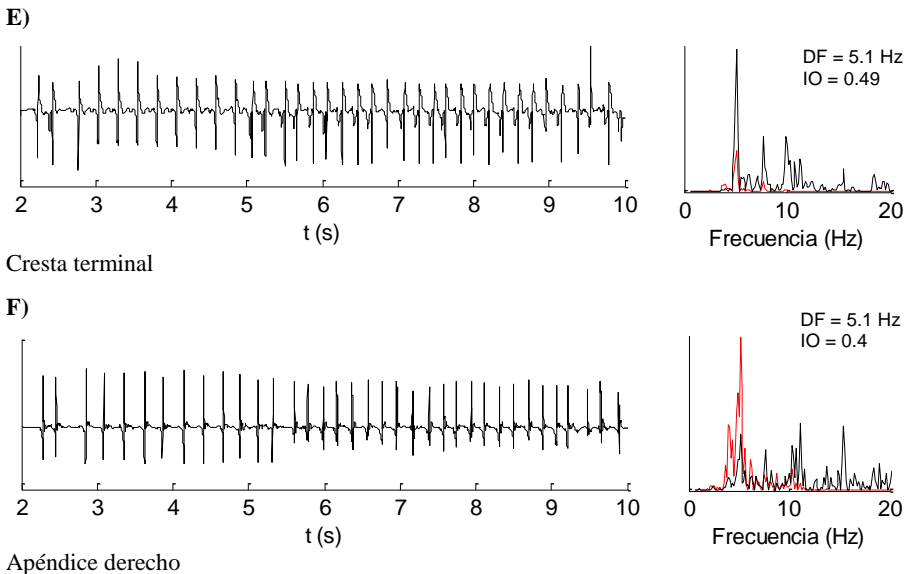 E)
DF = 5.1 Hz
IO = 0.49
2 3 4 5 6 7 8 9 10
t (s)
0 10 20
Frecuencia (Hz)
Cresta terminal
F)
DF = 5.1 Hz
IO = 0.4
2 3 4 5 6 7 8 9 10
t (s)
0 10 20
Frecuencia (Hz)
Apéndice derecho